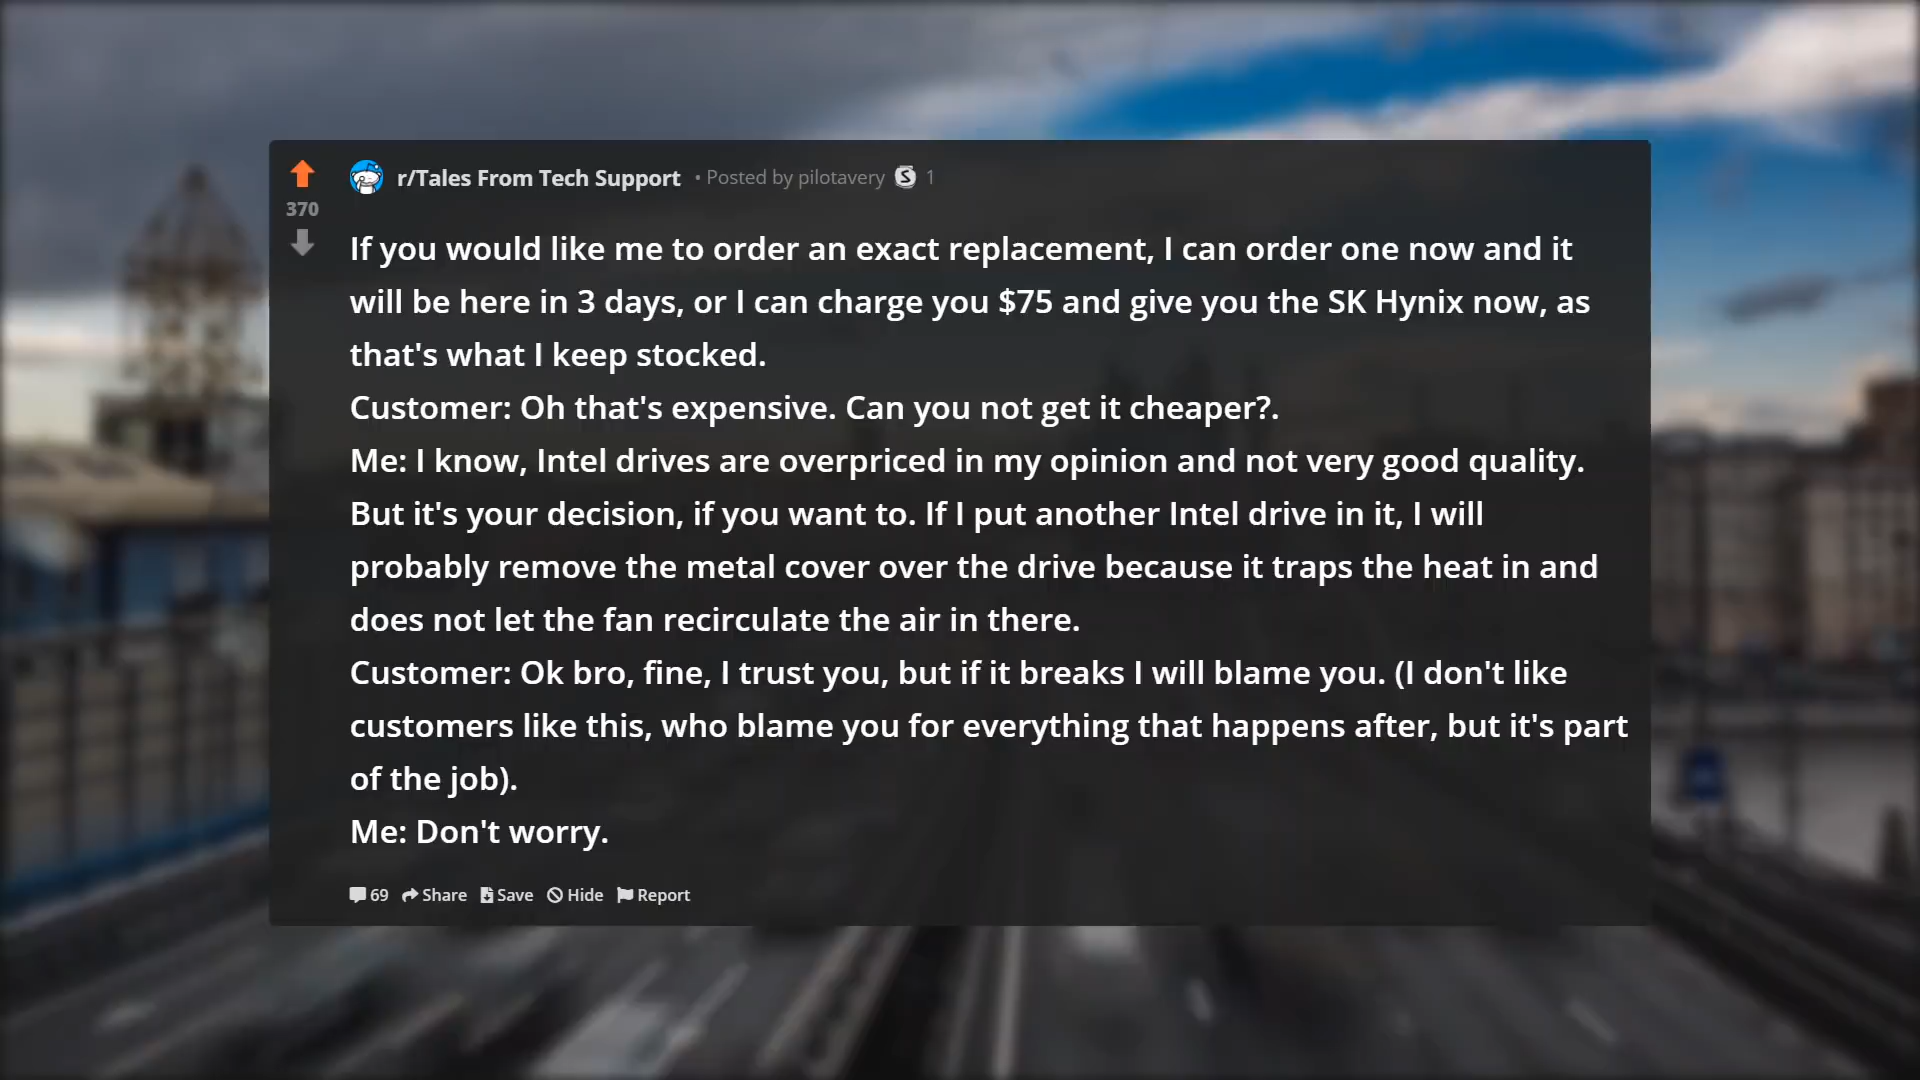 r/Tales From Tech Support • Posted by pilotavery S 1
370
If you would like me to order an exact replacement, I can order one now and it
will be here in 3 days, or I can charge you $75 and give you the SK Hynix now, as
that's what I keep stocked.
Customer: Oh that's expensive. Can you not get it cheaper?.
Me: I know, Intel drives are overpriced in my opinion and not very good quality.
But it's your decision, if you want to. If I put another Intel drive in it, I will
probably remove the metal cover over the drive because it traps the heat in and
does not let the fan recirculate the air in there.
Customer: Ok bro, fine, I trust you, but if it breaks I will blame you. (I don't like
customers like this, who blame you for everything that happens after, but it's part
of the job).
Me: Don't worry.
69 Share Save Hide Report